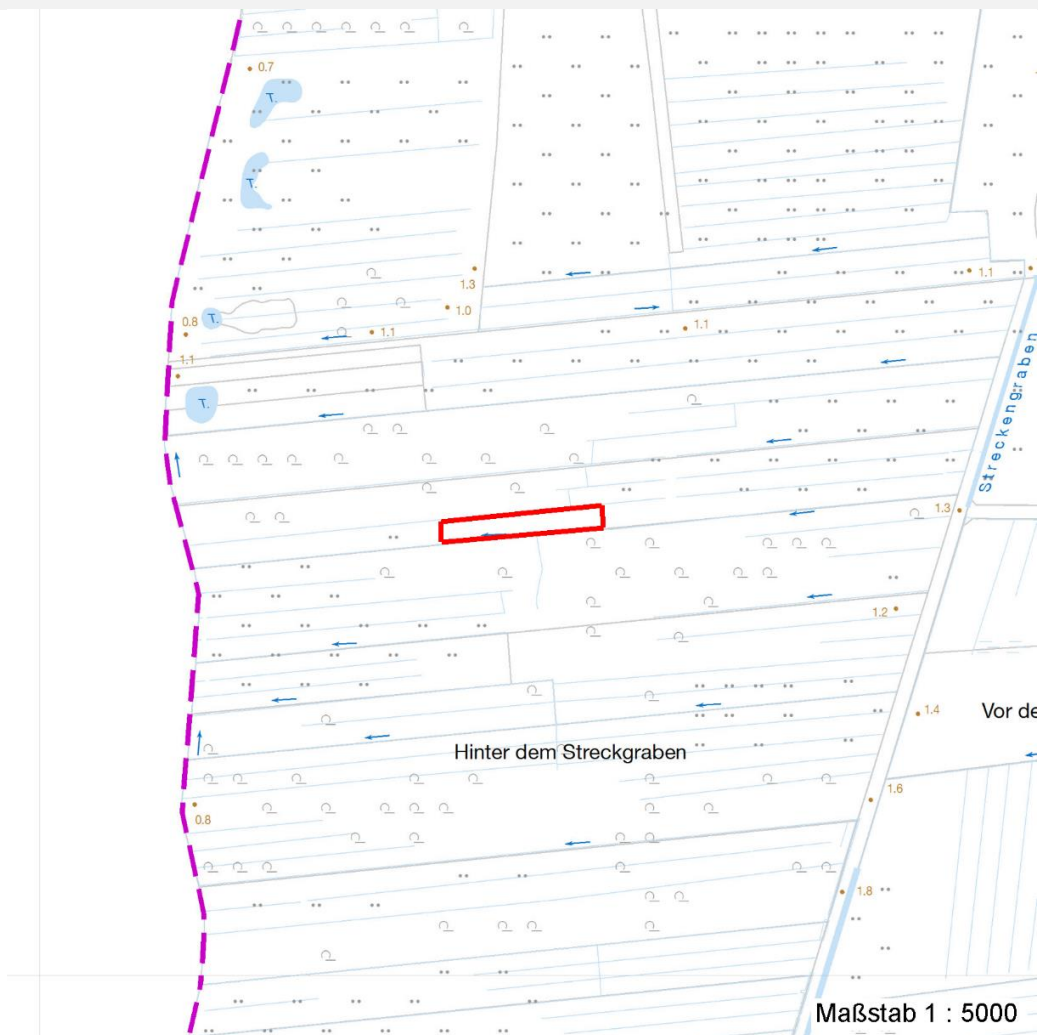 0.7
T.
T.
1.3
1.1
1.0
0.8
T.
1.1
1.1
1.1
T.
Streckengraben
1.3
1.2
1.4
Vor de
Hinter dem Streckgraben
1.6
0.8
1.8
Maßstab 1 : 5000